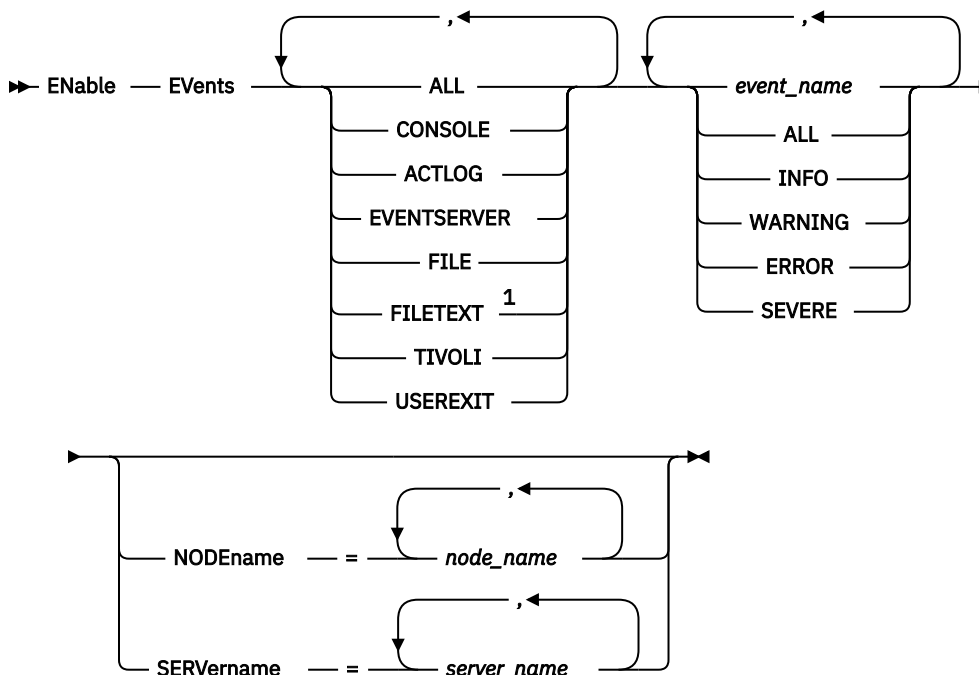 , ,
ENable EVents ALL event_name
CONSOLE ALL
ACTLOG INFO
EVENTSERVER WARNING
FILE ERROR
FILETEXT 1 SEVERE
TIVOLI
USEREXIT
,
NODEname = node_name
,
SERVername = server_name